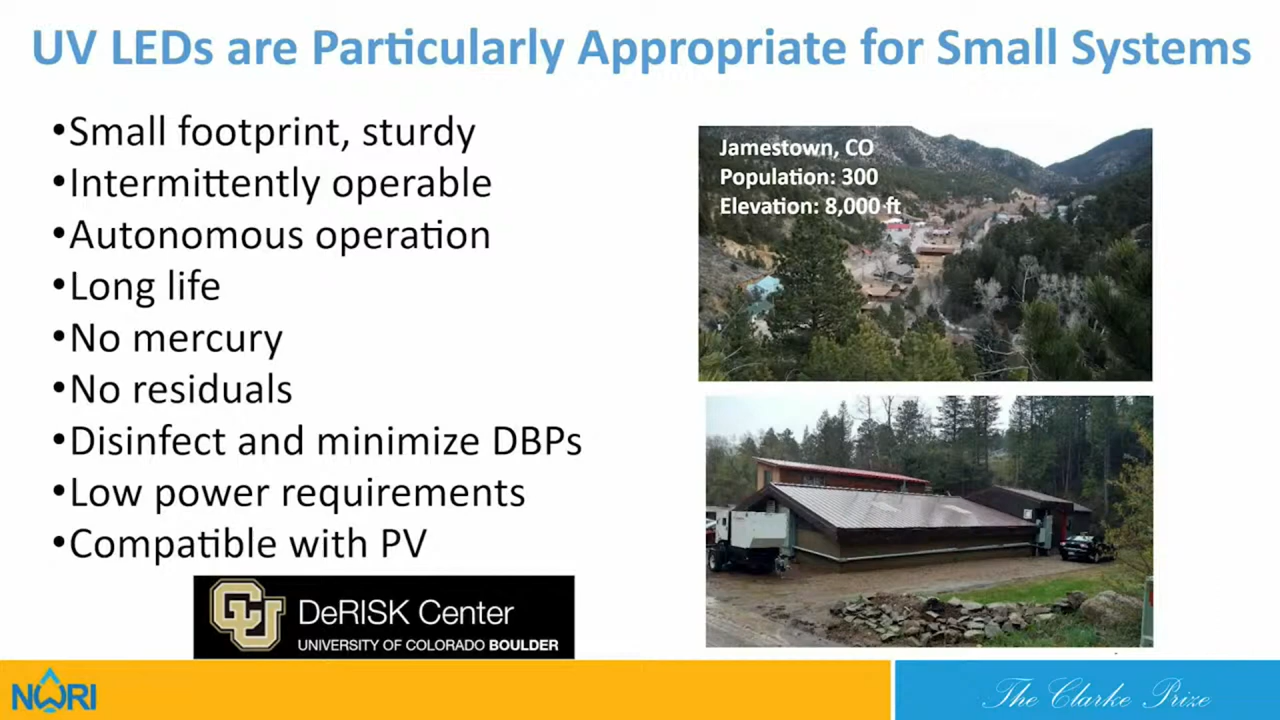 UV LEDs are Particularly Appropriate for Small Systems
•Small footprint, sturdy
•Intermittently operable
•Autonomous operation
•Long life
•No mercury
•No residuals
•Disinfect and minimize DBPs
•Low power requirements
•Compatible with PV
Jamestown, CO
Population: 300
Elevation: 8,000 ft
CU
DeRISK Center
UNIVERSITY OF COLORADO BOULDER
NWRI
The Clarke Prize